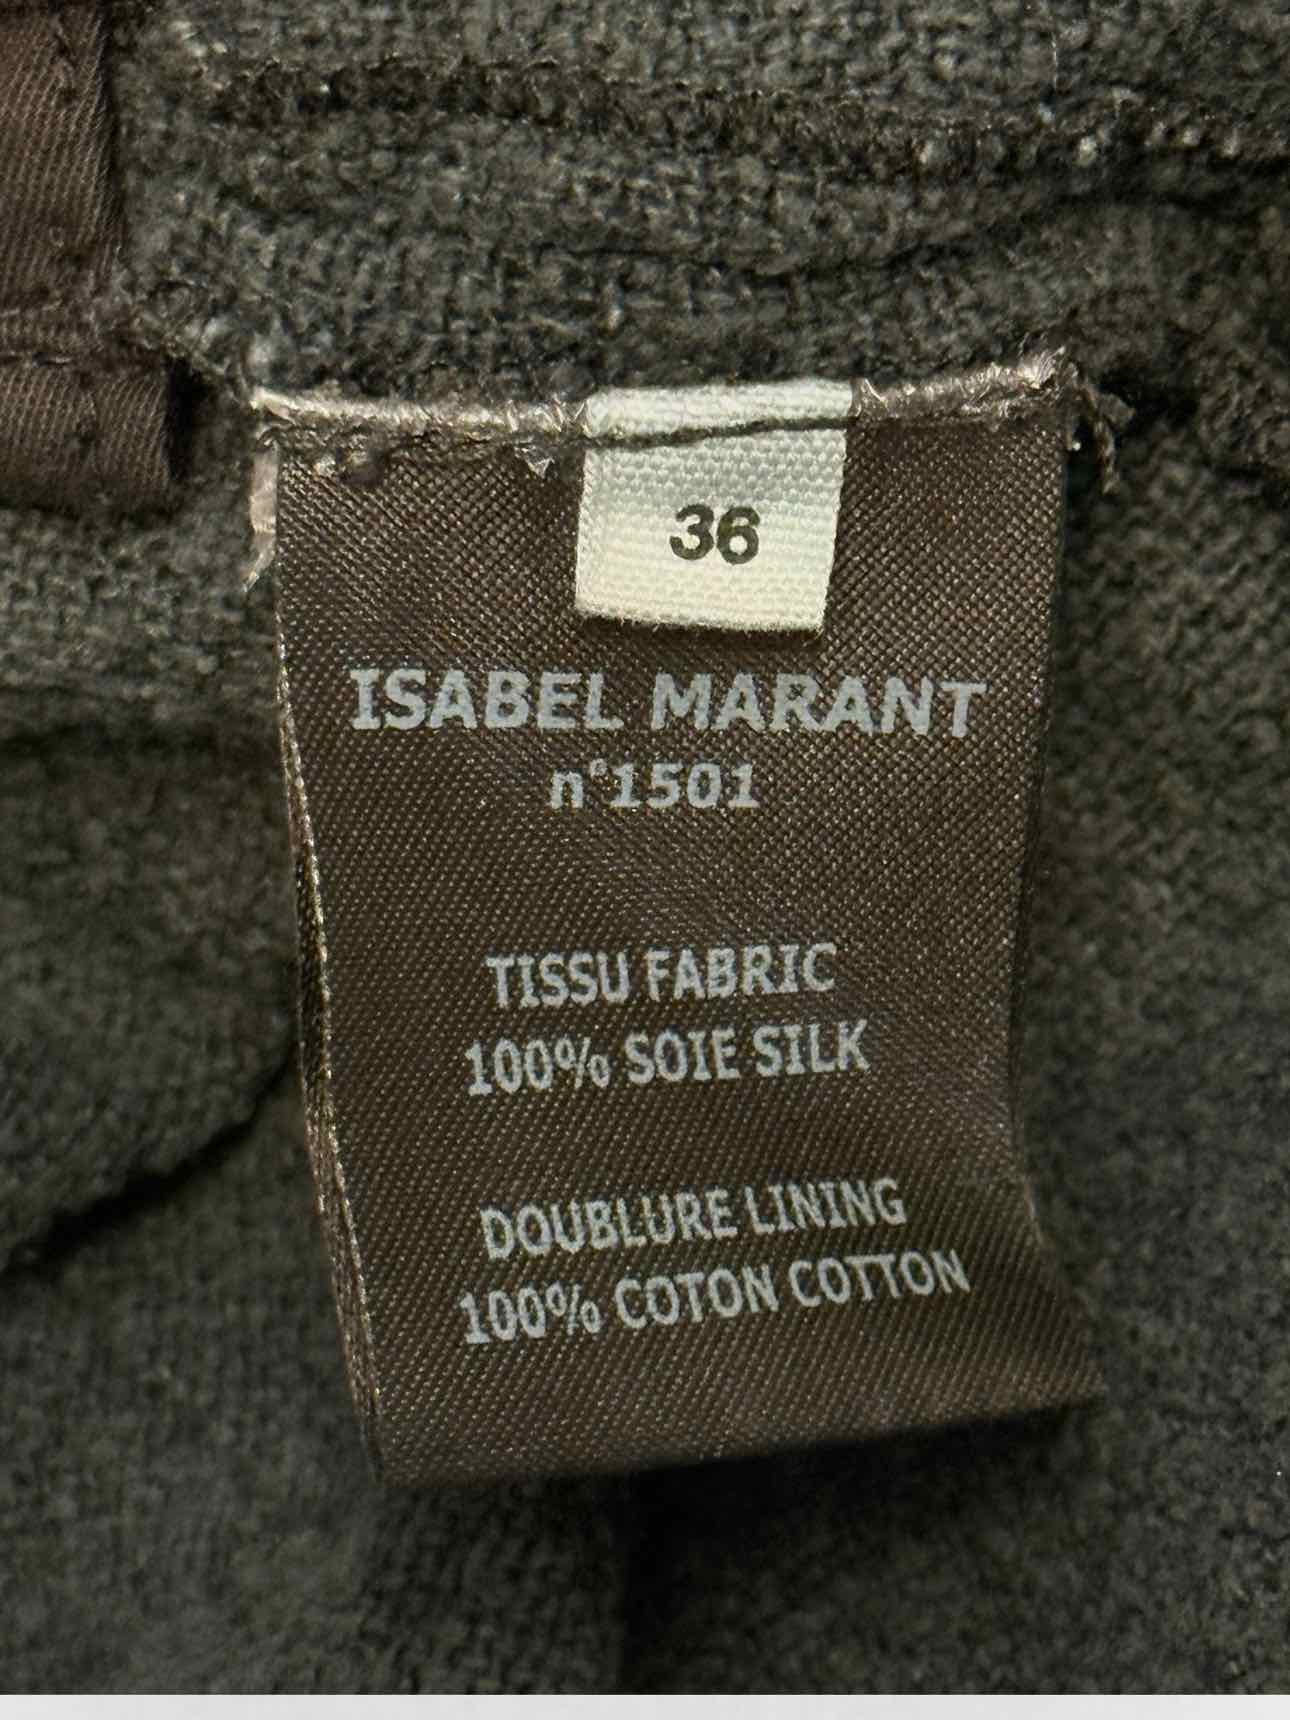 36
ISABEL MARANT
n°1501
TISSU FABRIC
100% SOIE SILK
DOUBLURE LINING
100% COTON COTTON